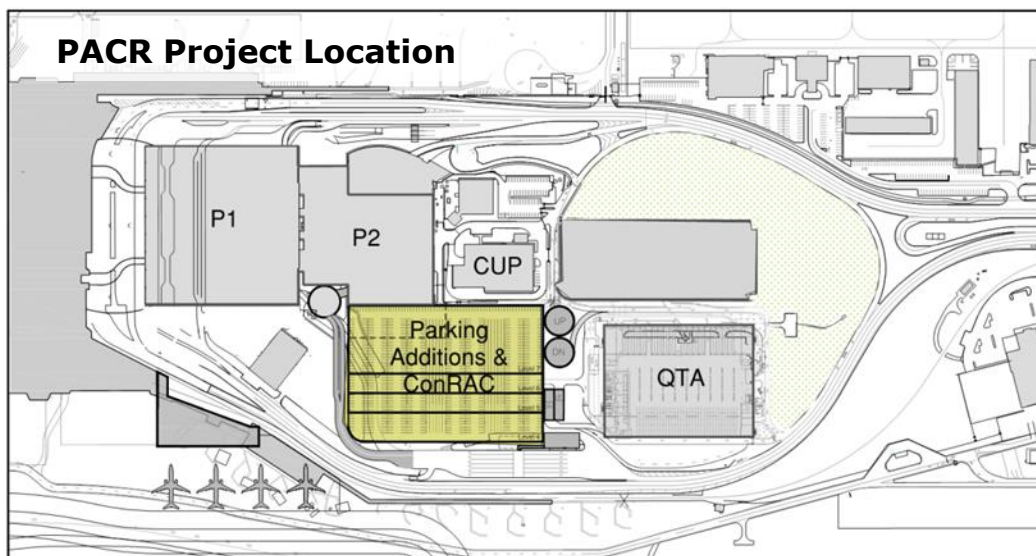 PACR Project Location
P1
P2
CUP
UP
DN
Parking
Additions &
ConRAC
QTA